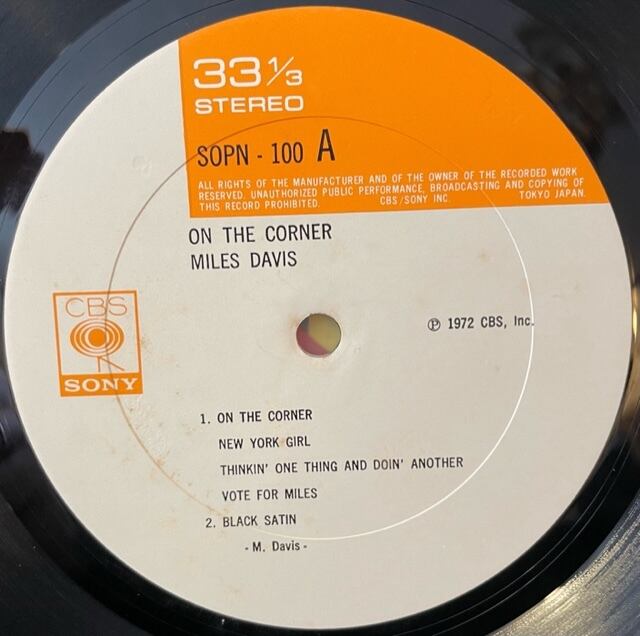 33 1/3
STEREO
SOPN - 100 A
ALL RIGHTS OF THE MANUFACTURER AND OF THE OWNER OF THE RECORDED WORK
RESERVED. UNAUTHORIZED PUBLIC PERFORMANCE, BROADCASTING AND COPYING OF
THIS RECORD PROHIBITED. CBS/SONY INC. TOKYO JAPAN.
ON THE CORNER
MILES DAVIS
CBS
SONY
℗ 1972 CBS, Inc.
1. ON THE CORNER
NEW YORK GIRL
THINKIN' ONE THING AND DOIN' ANOTHER
VOTE FOR MILES
2. BLACK SATIN
- M. Davis -